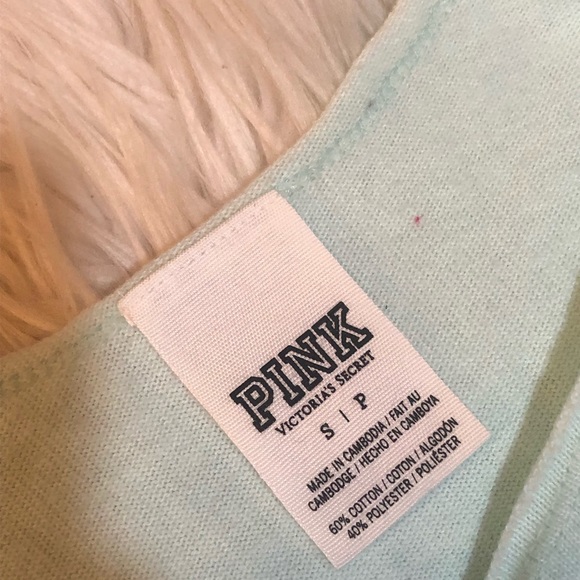 PINK
VICTORIA'S SECRET
S | P
MADE IN CAMBODIA / FAIT AU
CAMBODGE / HECHO EN CAMBOYA
60% COTTON / COTON / ALGODÓN
40% POLYESTER / POLIÉSTER